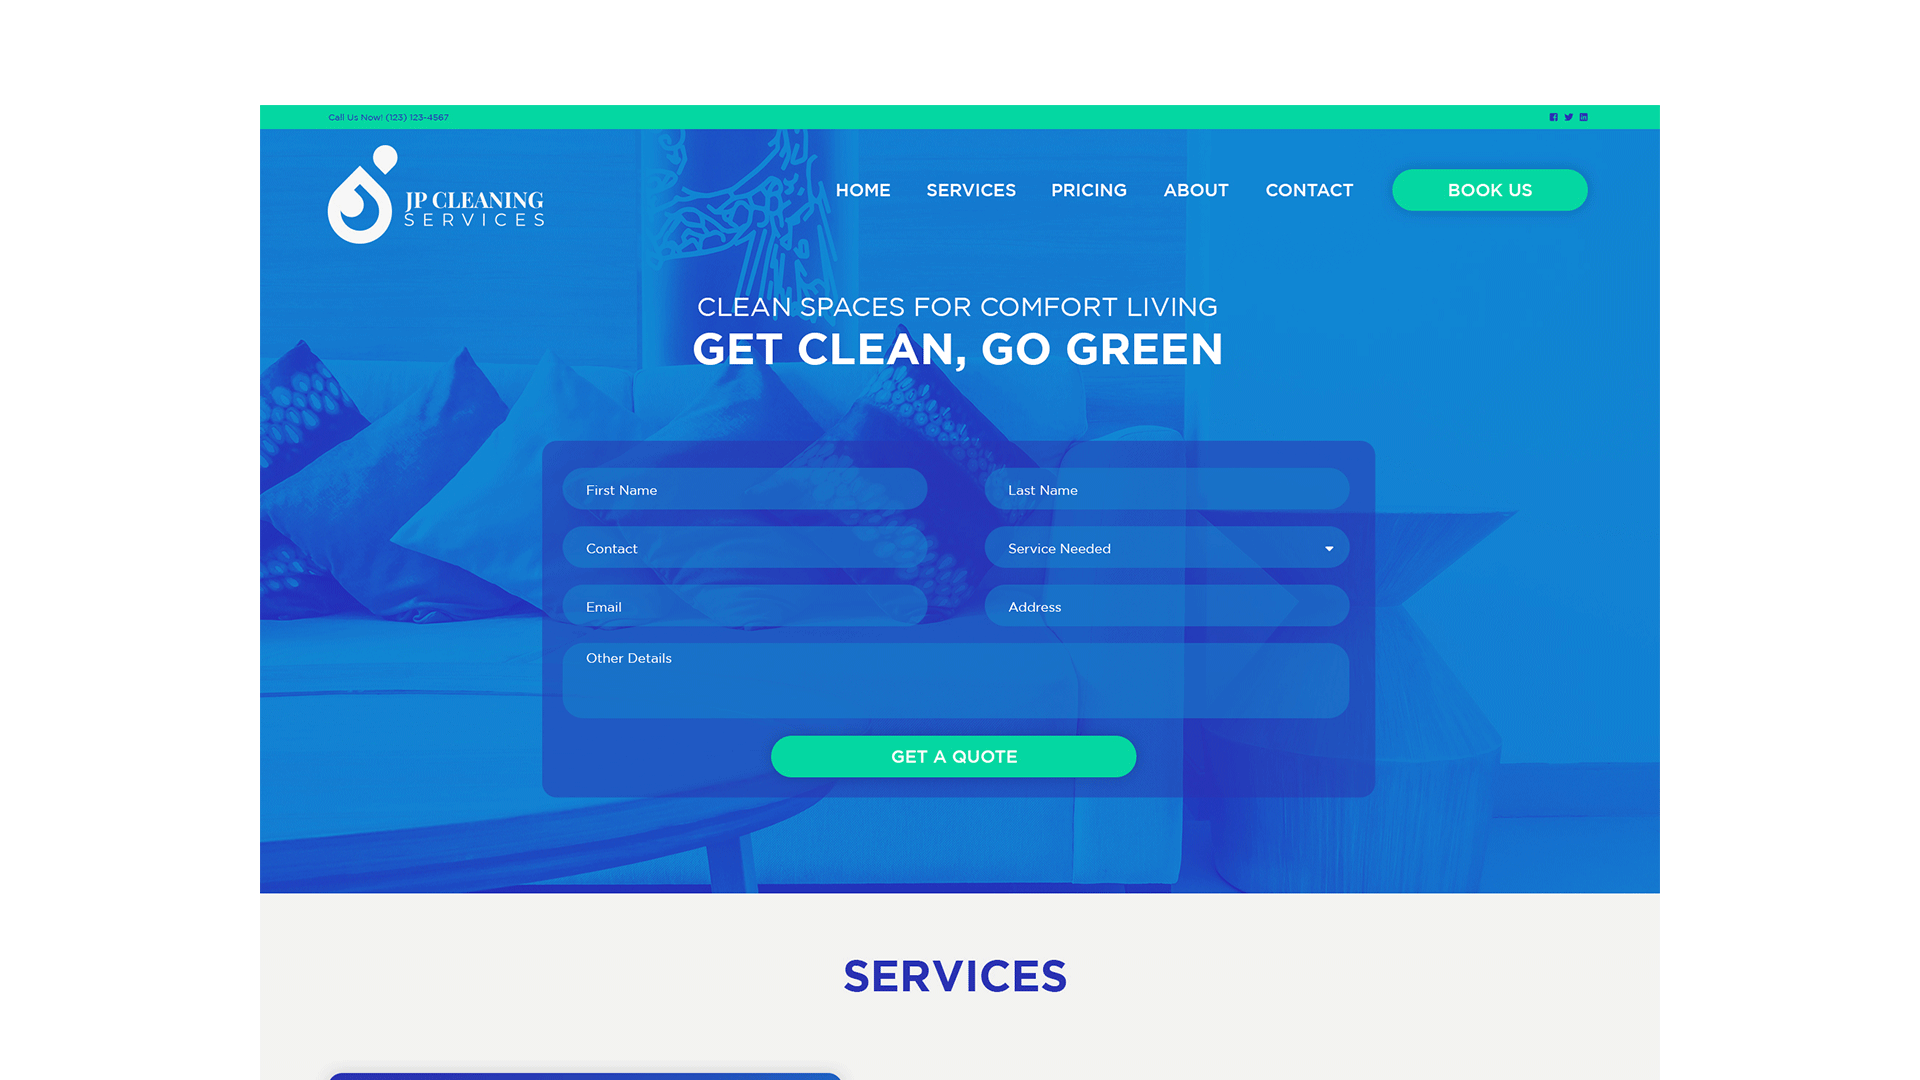 Call Us Now! (123) 123-4567
JP CLEANING
SERVICES
HOME SERVICES PRICING ABOUT CONTACT BOOK US
CLEAN SPACES FOR COMFORT LIVING
GET CLEAN, GO GREEN
First Name Last Name
Contact Service Needed
Email Address
Other Details
GET A QUOTE
SERVICES